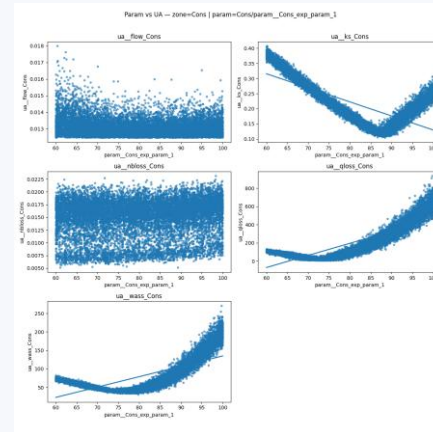 Param vs UA — zone=Cons | param=Cons/param__Cons_exp_param_1
ua__flow_Cons
ua__flow_Cons
0.018
0.017
0.016
0.015
0.014
0.013
60 65 70 75 80 85 90 95 100
param__Cons_exp_param_1
ua__ks_Cons
ua__ks_Cons
0.40
0.35
0.30
0.25
0.20
0.15
0.10
60 65 70 75 80 85 90 95 100
param__Cons_exp_param_1
ua__nbloss_Cons
ua__nbloss_Cons
0.0225
0.0200
0.0175
0.0150
0.0125
0.0100
0.0075
0.0050
60 65 70 75 80 85 90 95 100
param__Cons_exp_param_1
ua__qloss_Cons
ua__qloss_Cons
800
600
400
200
0
60 65 70 75 80 85 90 95 100
param__Cons_exp_param_1
ua__wass_Cons
ua__wass_Cons
250
200
150
100
50
60 65 70 75 80 85 90 95 100
param__Cons_exp_param_1